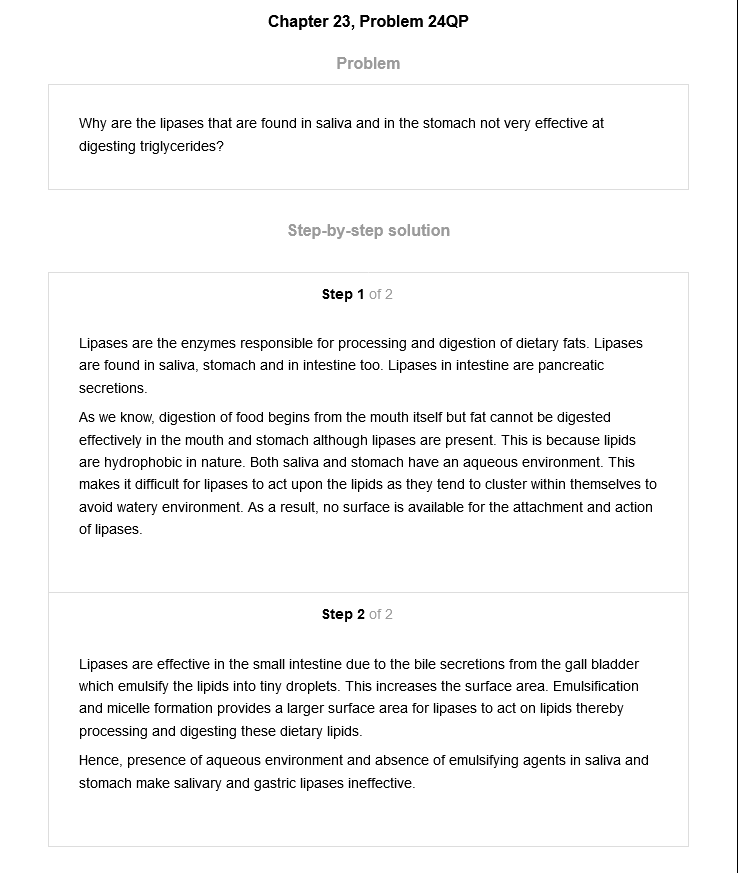 Chapter 23, Problem 24QP
Problem
Why are the lipases that are found in saliva and in the stomach not very effective at
digesting triglycerides?
Step-by-step solution
Step 1 of 2
Lipases are the enzymes responsible for processing and digestion of dietary fats. Lipases
are found in saliva, stomach and in intestine too. Lipases in intestine are pancreatic
secretions.
As we know, digestion of food begins from the mouth itself but fat cannot be digested
effectively in the mouth and stomach although lipases are present. This is because lipids
are hydrophobic in nature. Both saliva and stomach have an aqueous environment. This
makes it difficult for lipases to act upon the lipids as they tend to cluster within themselves to
avoid watery environment. As a result, no surface is available for the attachment and action
of lipases.
Step 2 of 2
Lipases are effective in the small intestine due to the bile secretions from the gall bladder
which emulsify the lipids into tiny droplets. This increases the surface area. Emulsification
and micelle formation provides a larger surface area for lipases to act on lipids thereby
processing and digesting these dietary lipids.
Hence, presence of aqueous environment and absence of emulsifying agents in saliva and
stomach make salivary and gastric lipases ineffective.